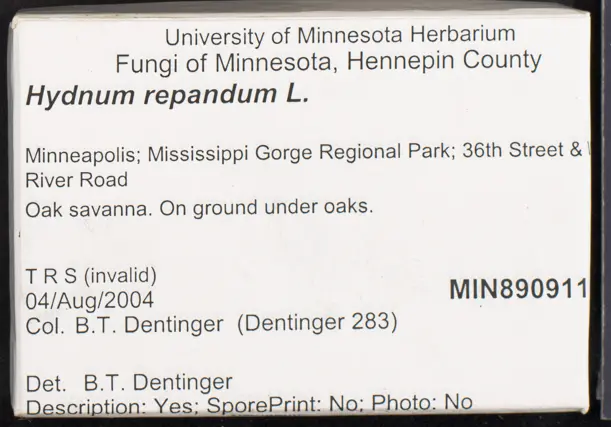 University of Minnesota Herbarium
Fungi of Minnesota, Hennepin County
Hydnum repandum L.
Minneapolis; Mississippi Gorge Regional Park; 36th Street &
River Road
Oak savanna. On ground under oaks.
T R S (invalid)
04/Aug/2004
MIN890911
Col. B.T. Dentinger (Dentinger 283)
Det. B.T. Dentinger
Description: Yes; SporePrint: No; Photo: No